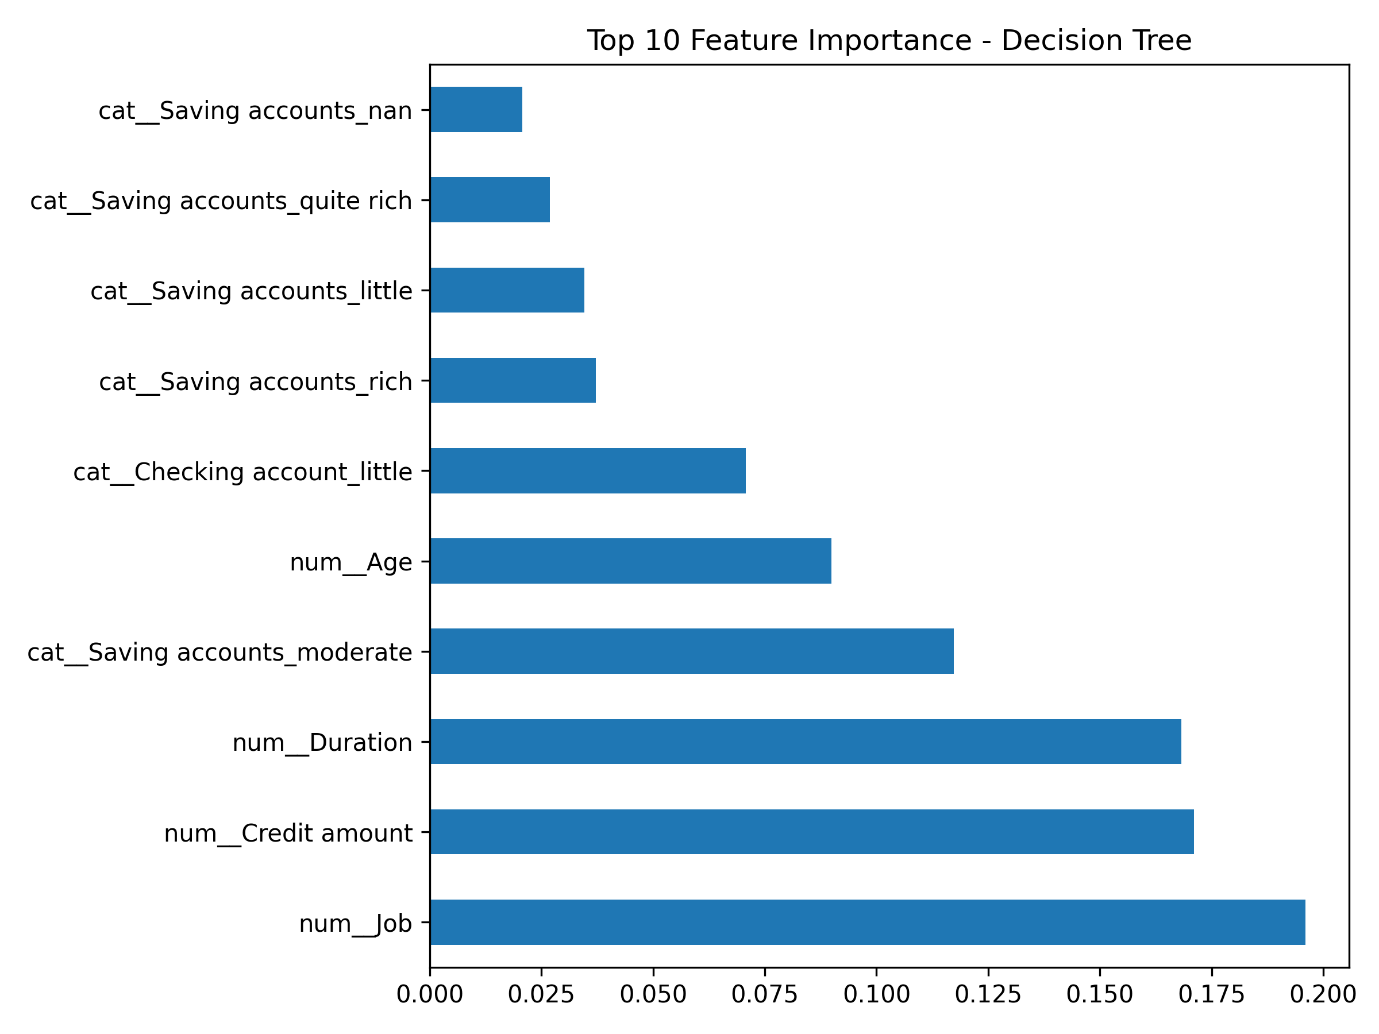 Top 10 Feature Importance - Decision Tree
cat__Saving accounts_nan
cat__Saving accounts_quite rich
cat__Saving accounts_little
cat__Saving accounts_rich
cat__Checking account_little
num__Age
cat__Saving accounts_moderate
num__Duration
num__Credit amount
num__Job
0.000 0.025 0.050 0.075 0.100 0.125 0.150 0.175 0.200